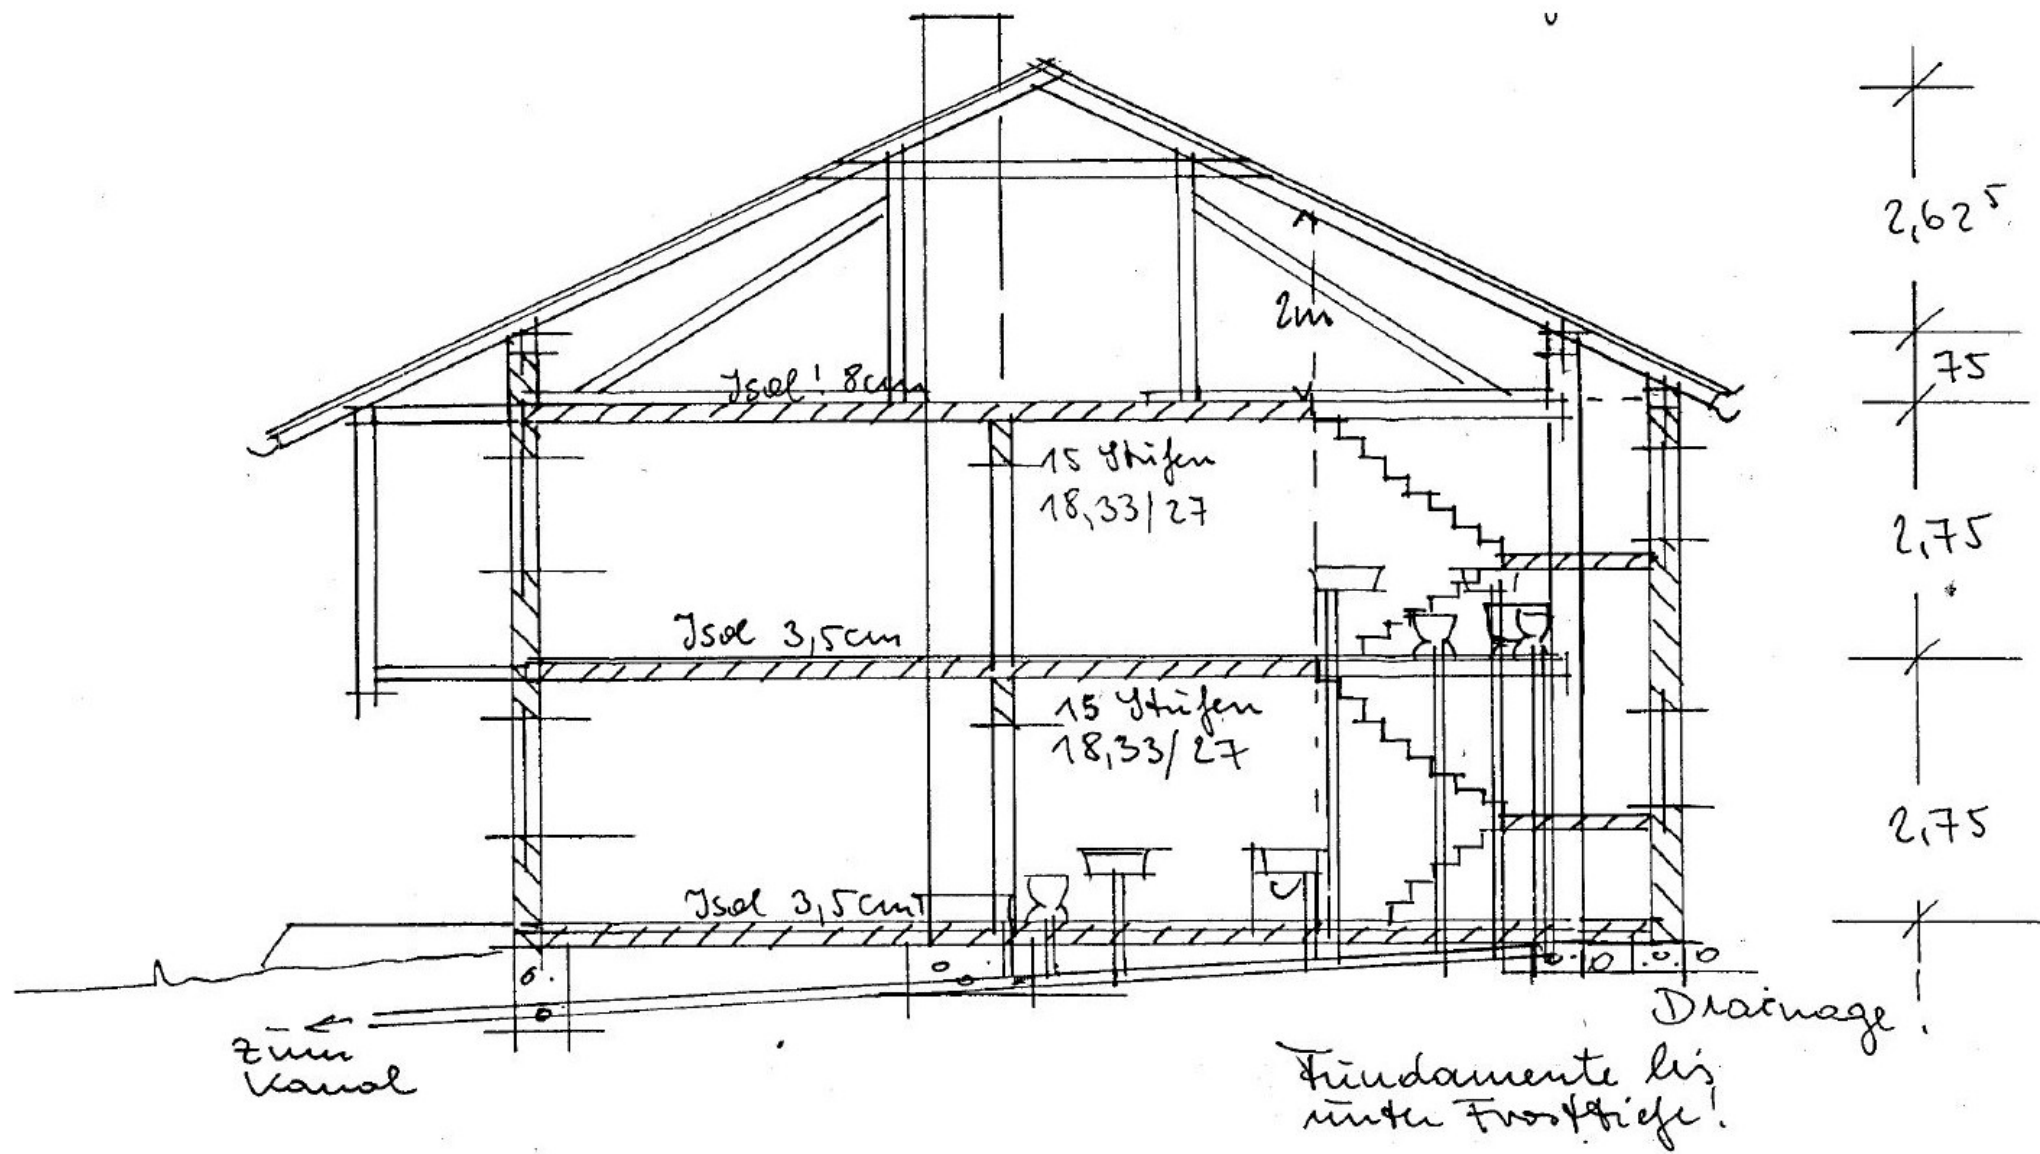 2,62⁵
2m
75
Isol! 8cm
15 Stufen
18,33/27
2,75
Isol 3,5cm
15 Stufen
18,33/27
2,75
Isol 3,5cm
Drainage!
zum
Kanal
Fundamente bis
unter Frosttiefe!